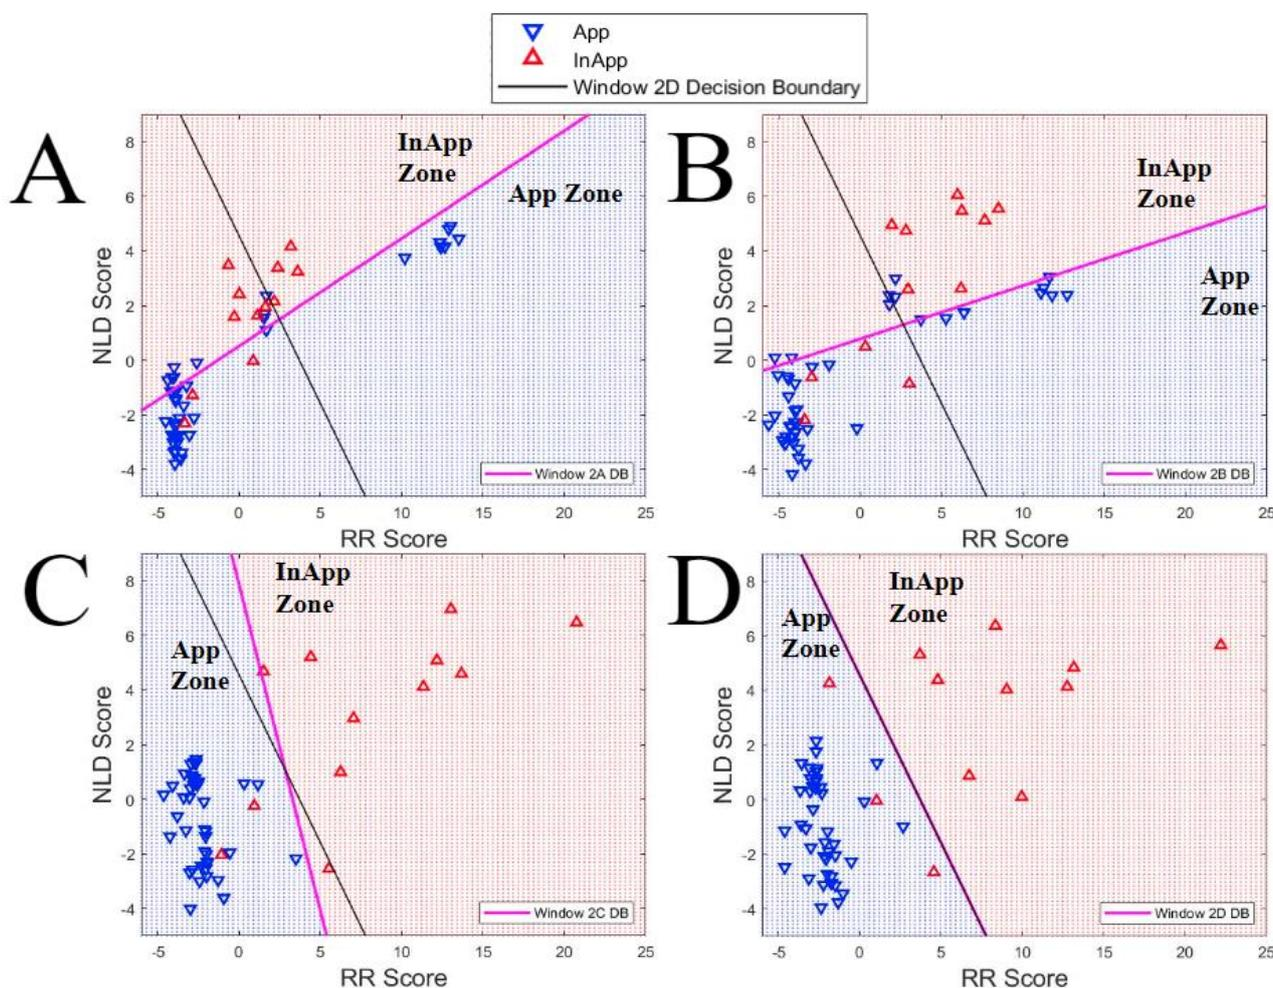 App
InApp
Window 2D Decision Boundary
A
InApp
Zone
App Zone
NLD Score
8
6
4
2
0
-2
-4
-5 0 5 10 15 20 25
RR Score
Window 2A DB
B
InApp
Zone
App
Zone
NLD Score
8
6
4
2
0
-2
-4
-5 0 5 10 15 20 25
RR Score
Window 2B DB
C
InApp
Zone
App
Zone
NLD Score
8
6
4
2
0
-2
-4
-5 0 5 10 15 20 25
RR Score
Window 2C DB
D
InApp
Zone
App
Zone
NLD Score
8
6
4
2
0
-2
-4
-5 0 5 10 15 20 25
RR Score
Window 2D DB